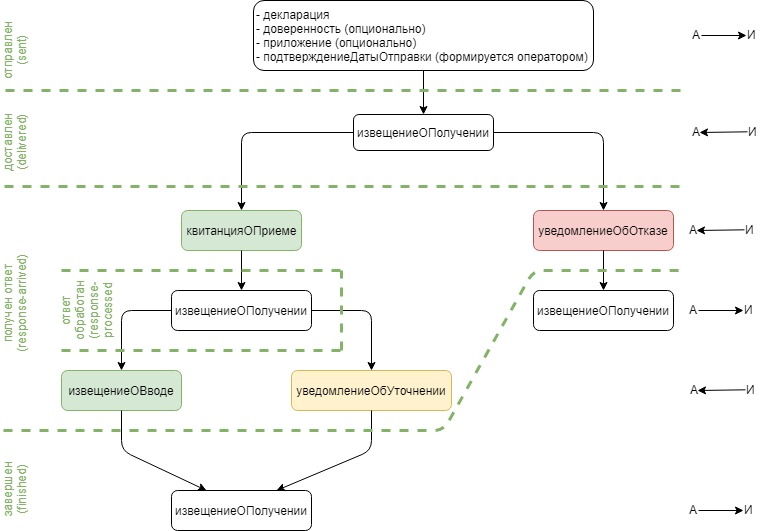 - декларация
- доверенность (опционально)
- приложение (опционально)
- подтверждениеДатыОтправки (формируется оператором)
отправлен
(sent)
А И
извещениеОПолучении
доставлен
(delivered)
А И
квитанцияОПриеме
уведомлениеОбОтказе
А И
получен ответ
(response-arrived)
ответ
обработан
(response-
processed
извещениеОПолучении
извещениеОПолучении
А И
извещениеОВводе
уведомлениеОбУточнении
А И
завершен
(finished)
извещениеОПолучении
А И